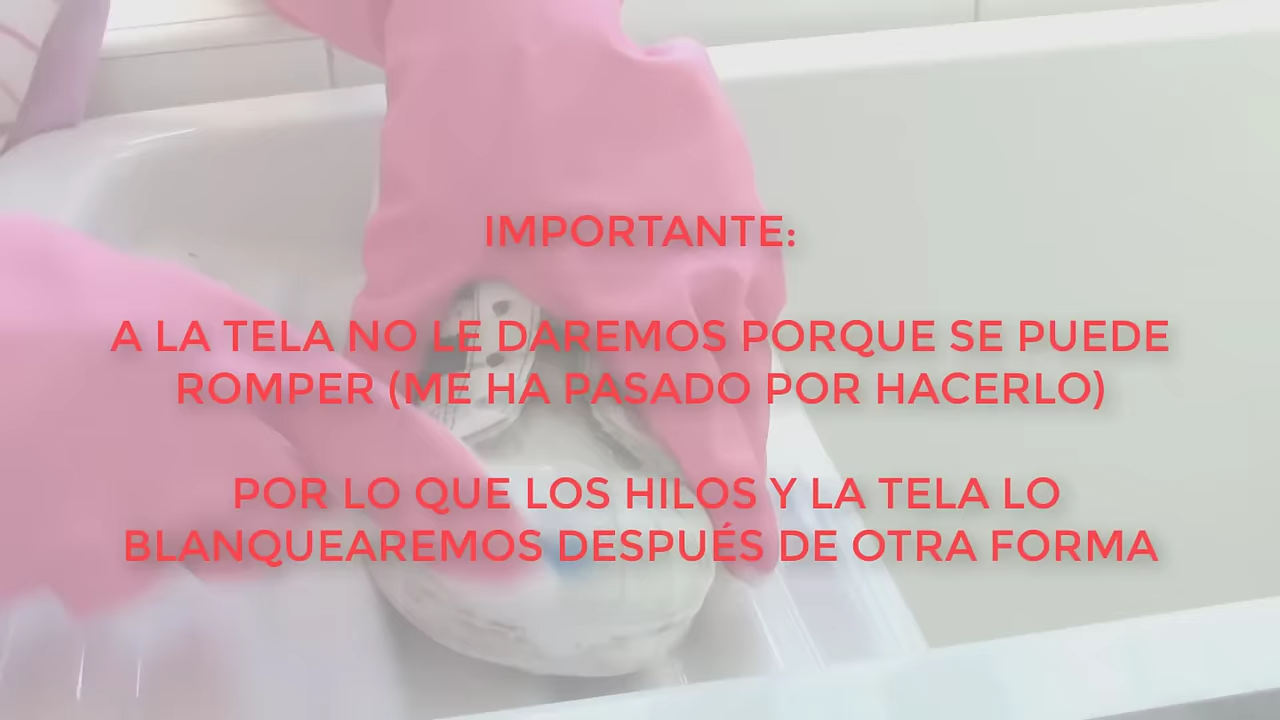 IMPORTANTE:
A LA TELA NO LE DAREMOS PORQUE SE PUEDE
ROMPER (ME HA PASADO POR HACERLO)
POR LO QUE LOS HILOS Y LA TELA LO
BLANQUEAREMOS DESPUÉS DE OTRA FORMA